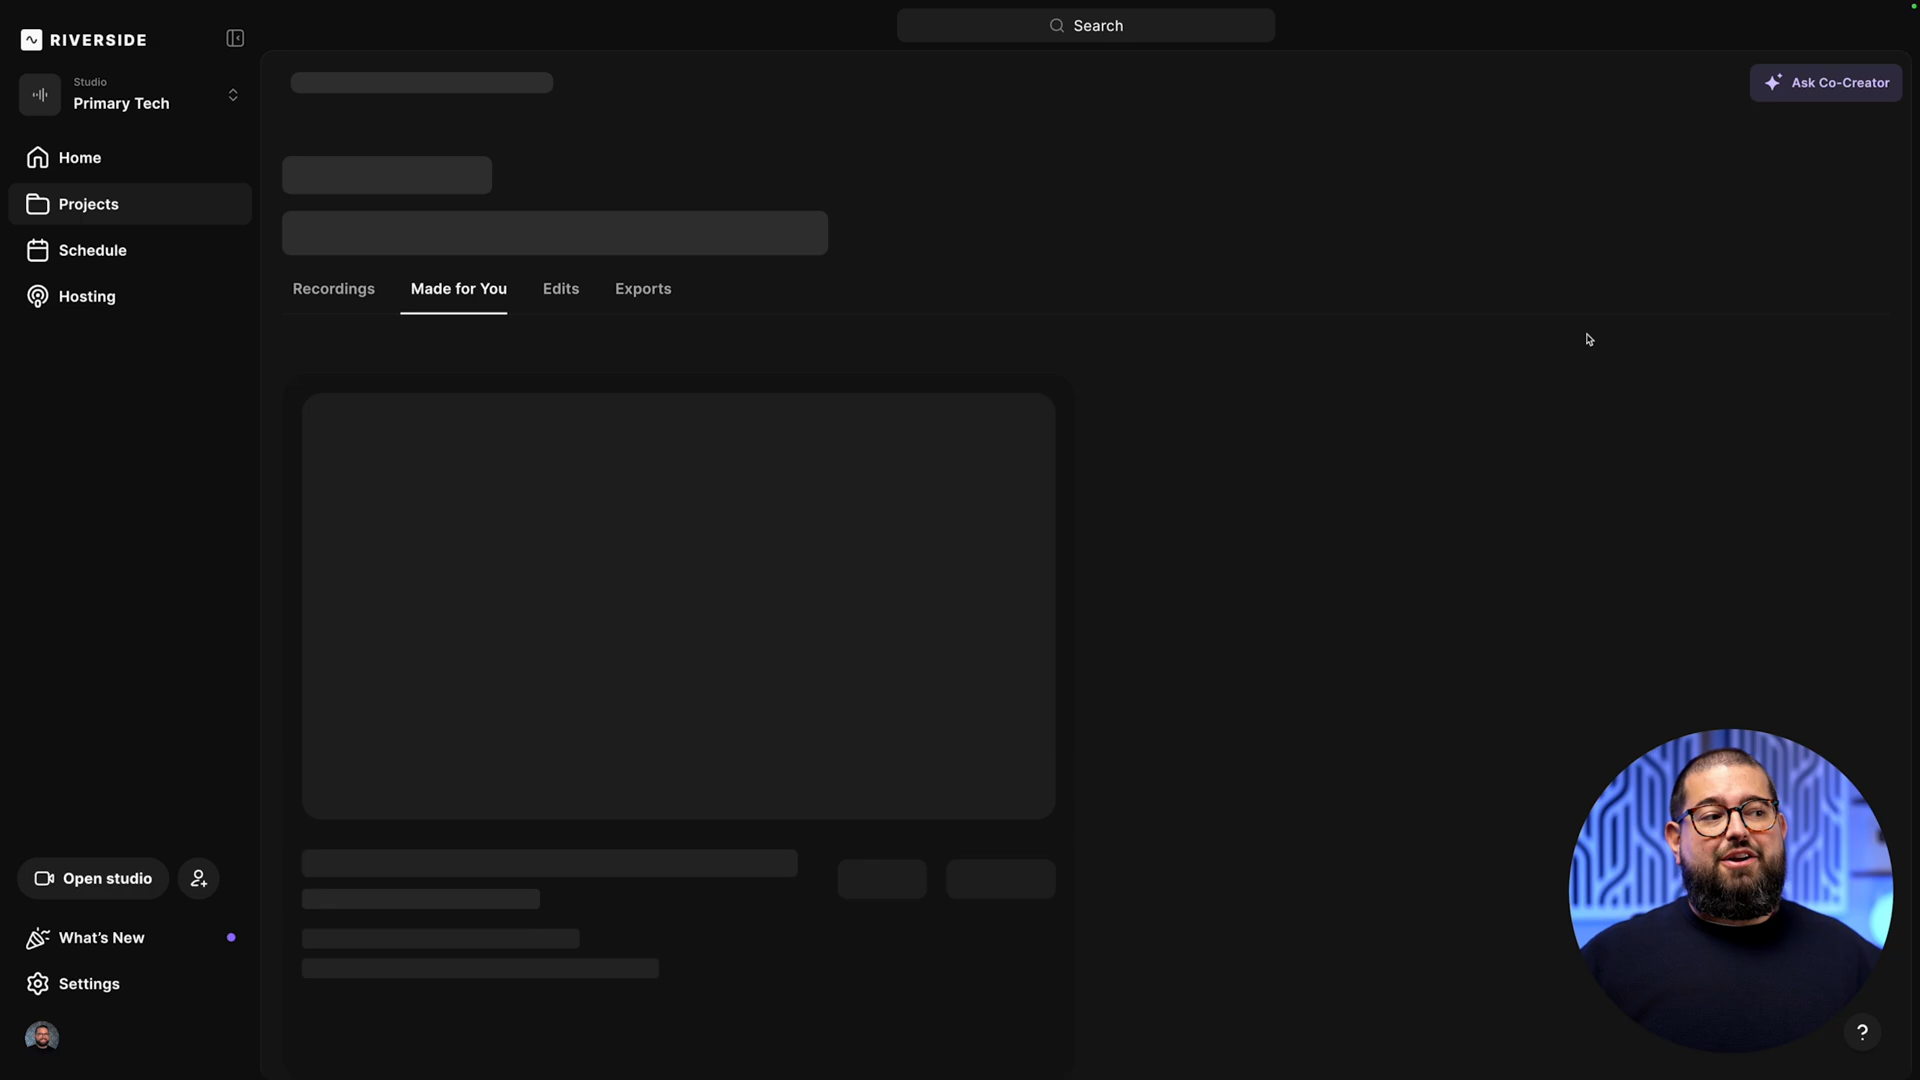 RIVERSIDE
Search
Studio
Primary Tech
Ask Co-Creator
Home
Projects
Schedule
Hosting
Recordings
Made for You
Edits
Exports
Open studio
What's New
Settings
?